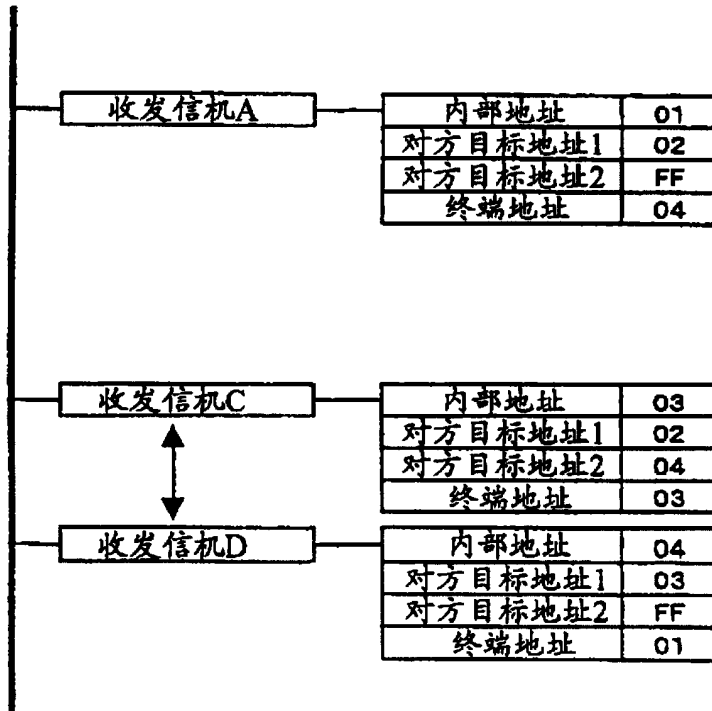 收发信机A
内部地址 01
对方目标地址1 02
对方目标地址2 FF
终端地址 04
收发信机C
内部地址 03
对方目标地址1 02
对方目标地址2 04
终端地址 03
收发信机D
内部地址 04
对方目标地址1 03
对方目标地址2 FF
终端地址 01